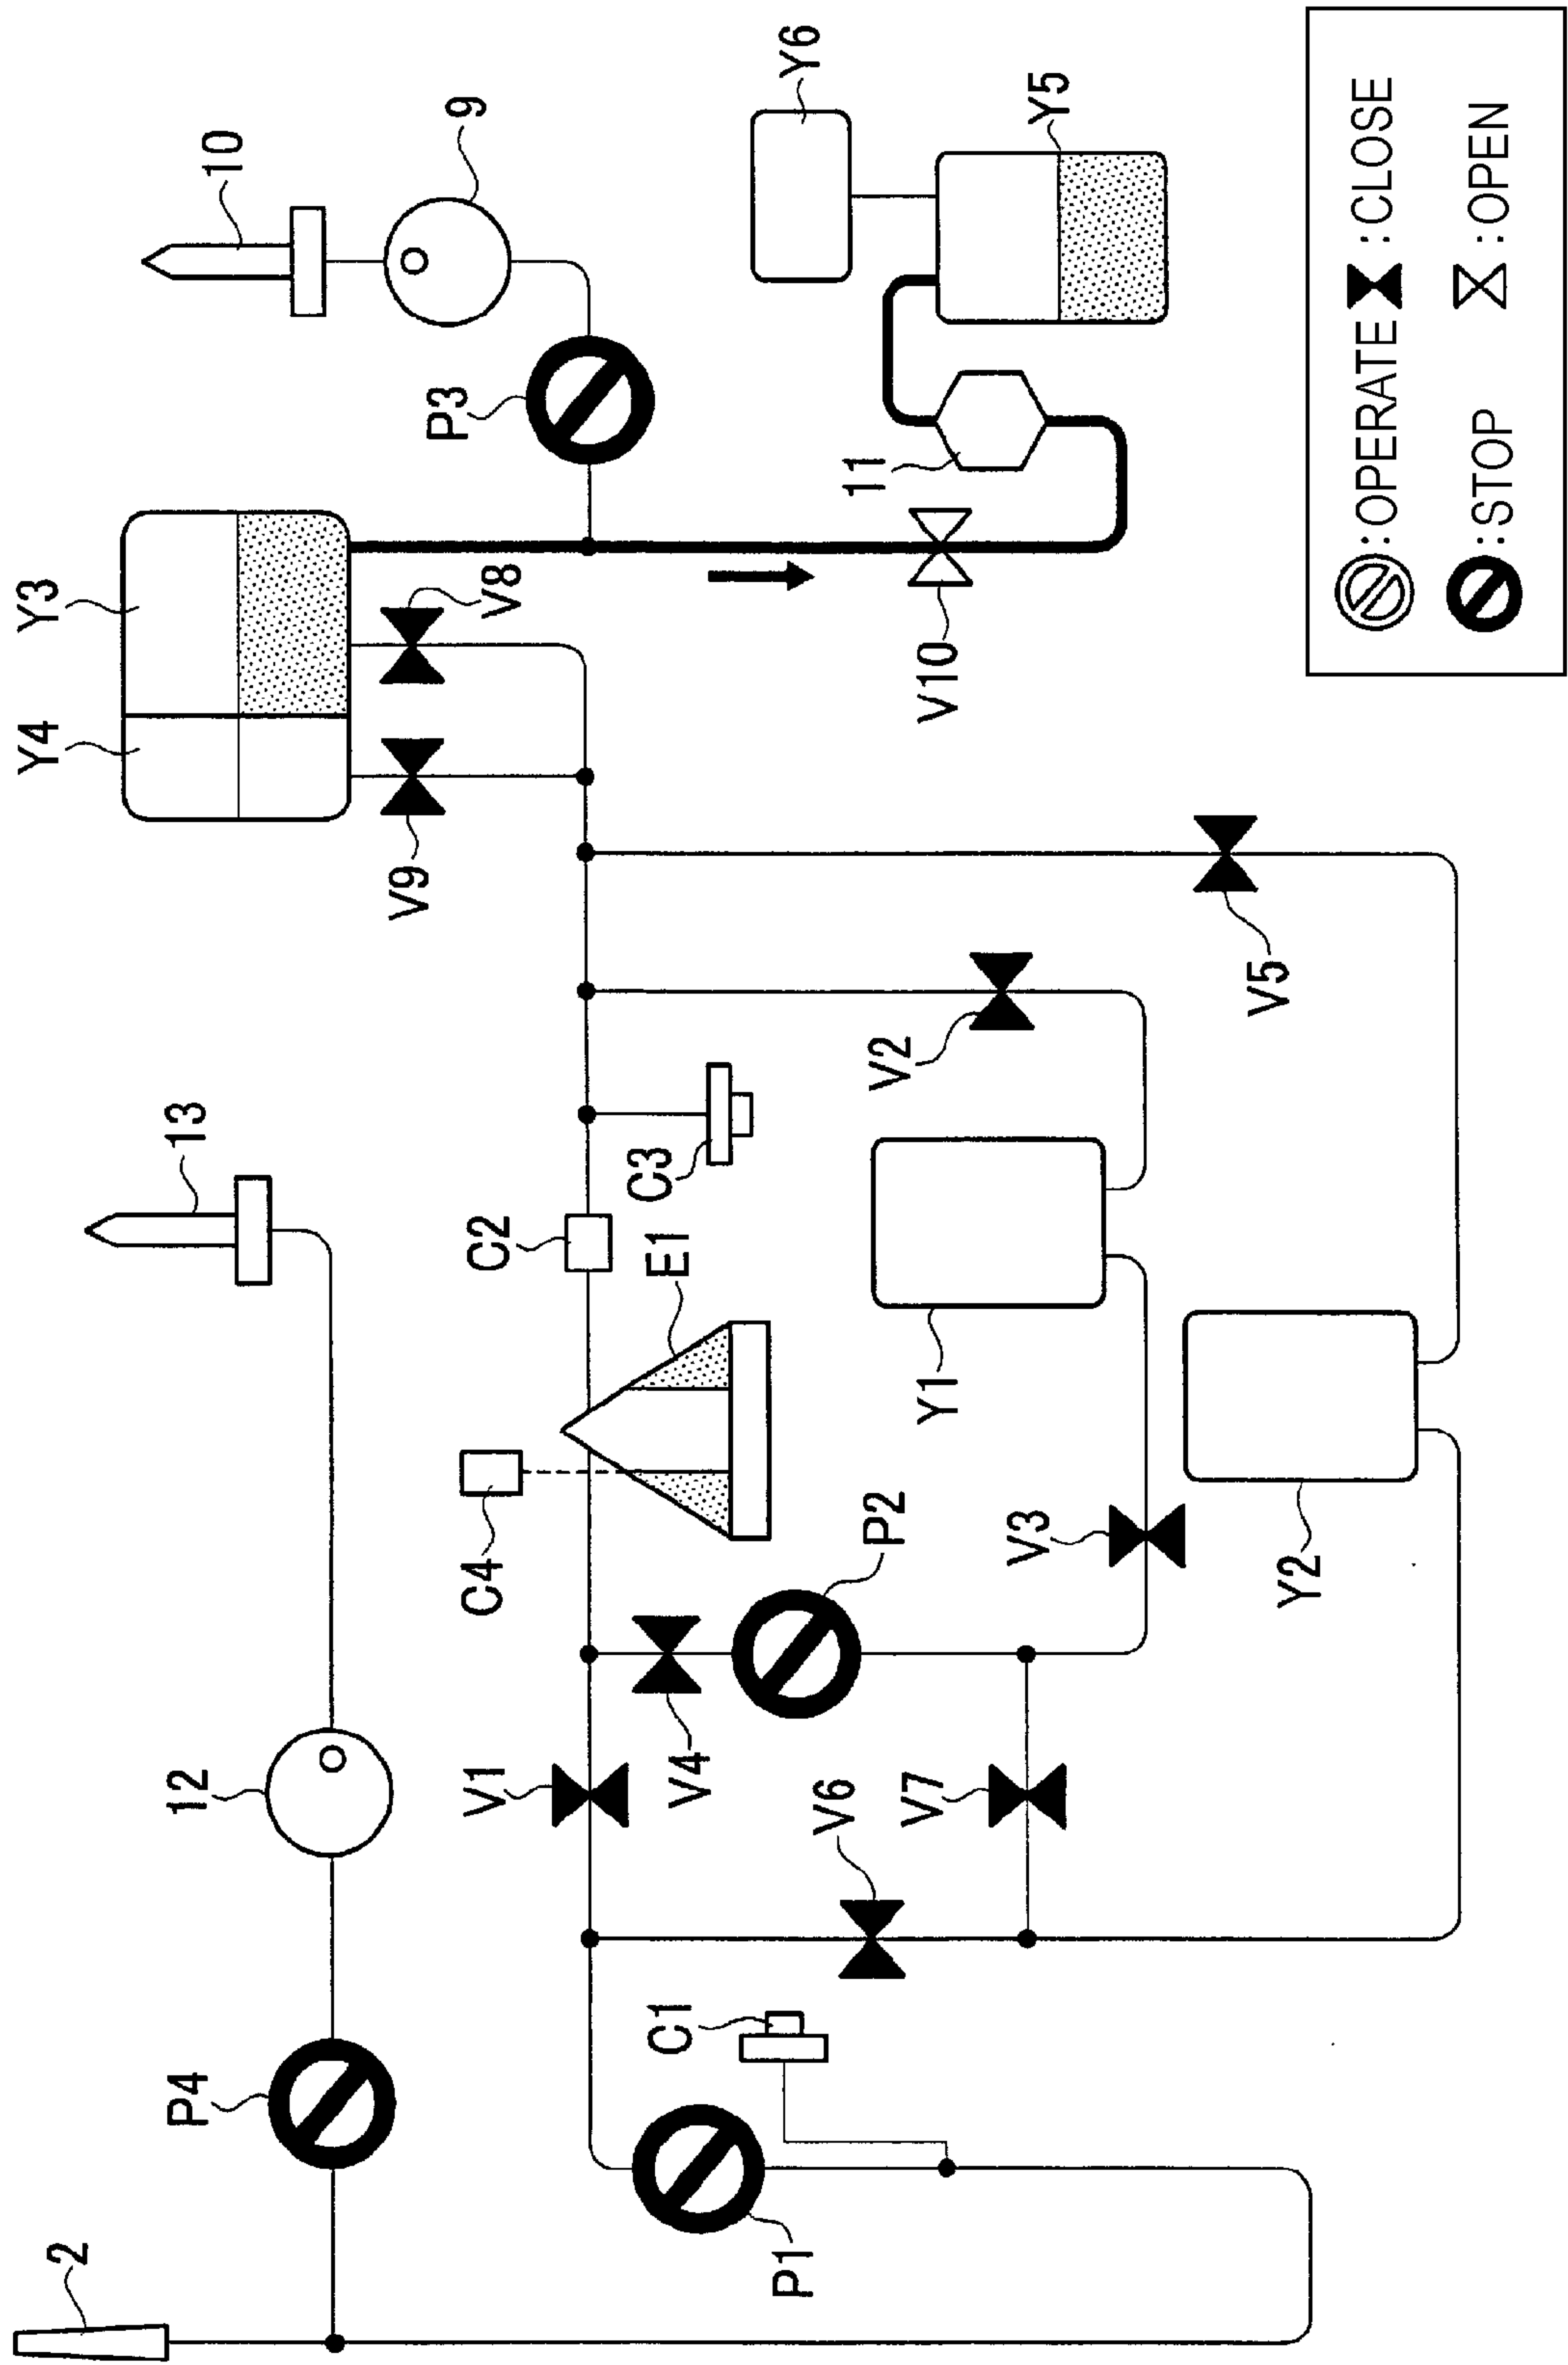 2
P4
12
13
10
9
Y4
Y3
P3
Y6
Y5
V9
V8
11
V10
P1
C1
V1
V4
C4
E1
C2
C3
V6
V7
P2
V3
Y1
V2
Y2
V5
:OPERATE
:CLOSE
:STOP
:OPEN